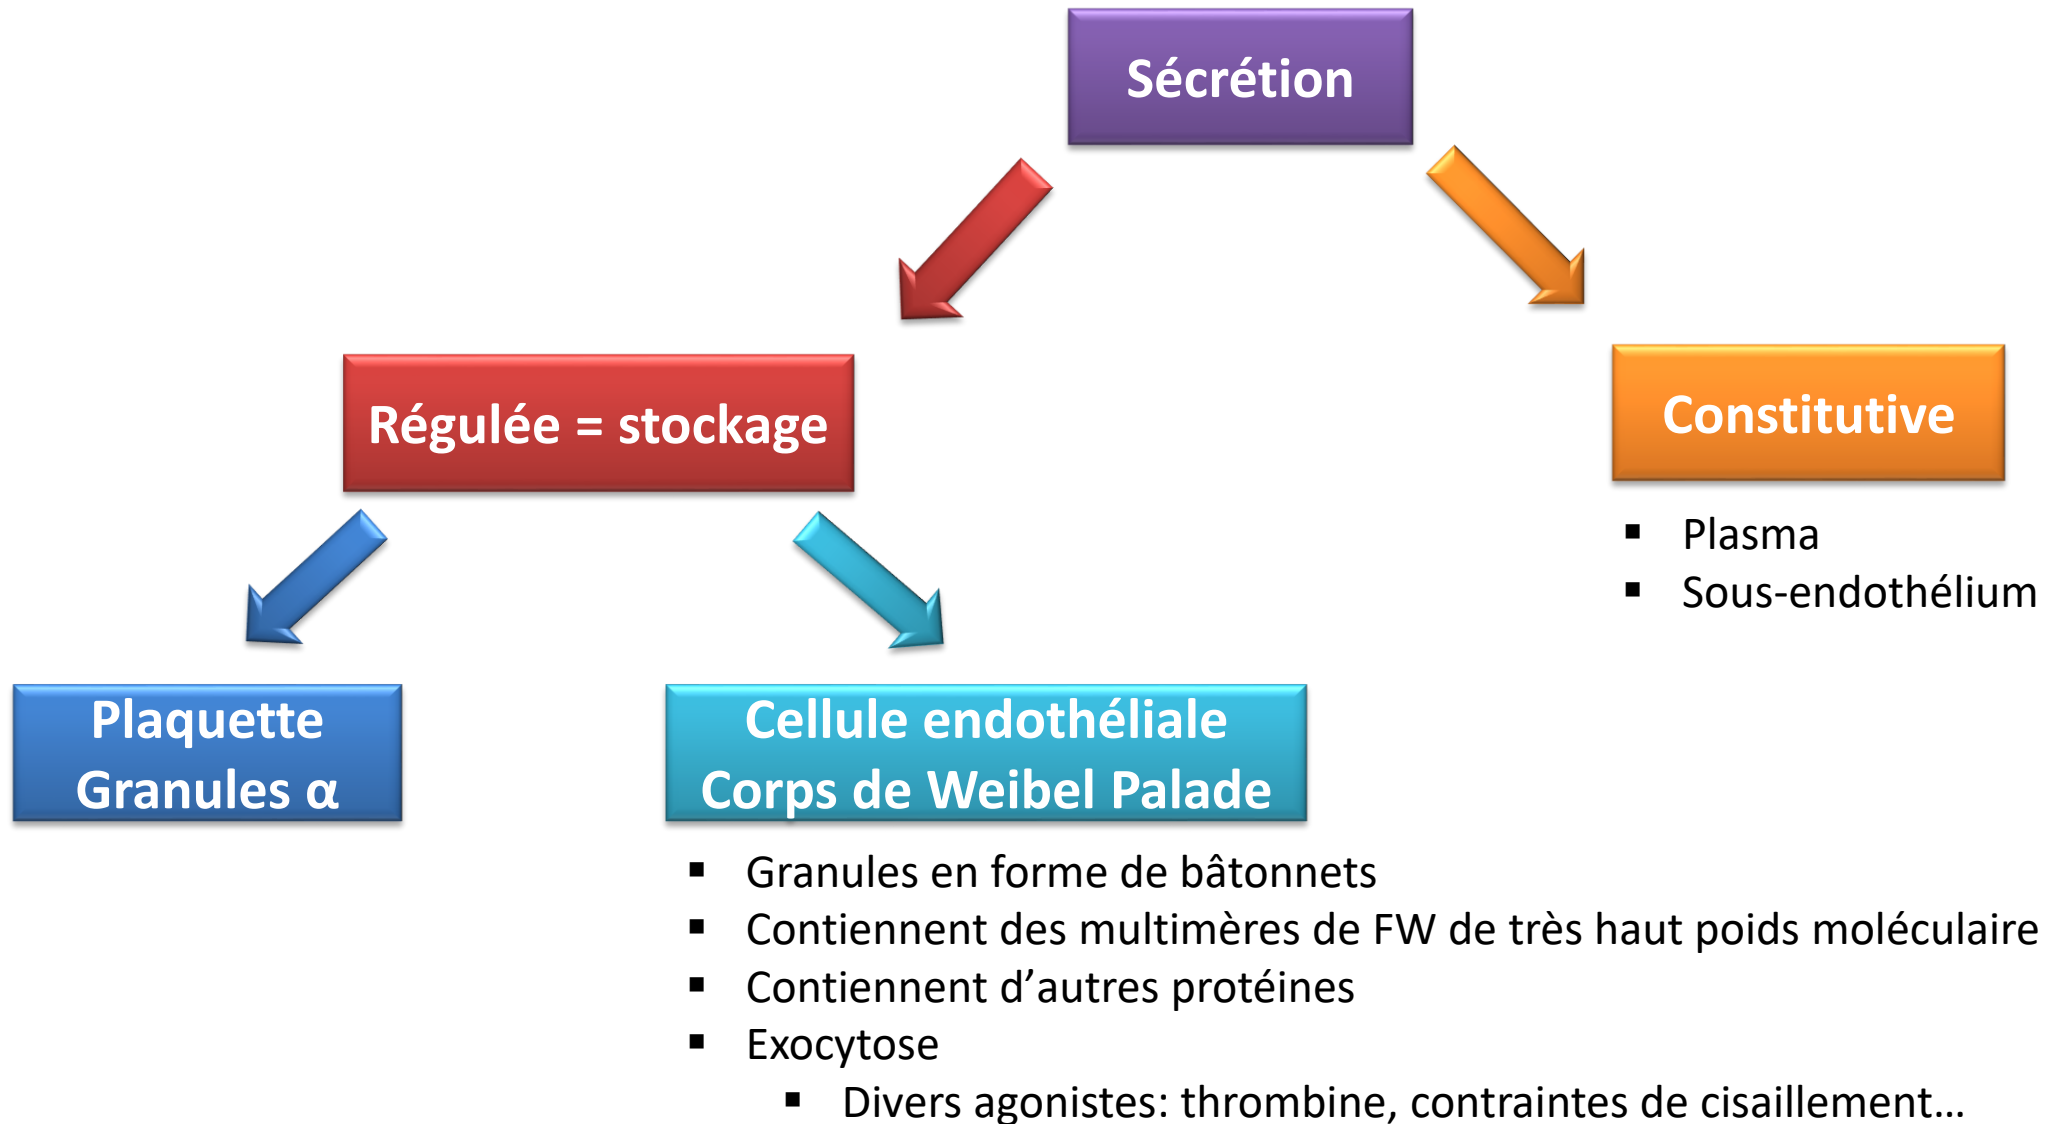 Sécrétion
Régulée = stockage
Constitutive
▪ Plasma
▪ Sous-endothélium
Plaquette
Granules α
Cellule endothéliale
Corps de Weibel Palade
▪ Granules en forme de bâtonnets
▪ Contiennent des multimères de FW de très haut poids moléculaire
▪ Contiennent d’autres protéines
▪ Exocytose
▪ Divers agonistes: thrombine, contraintes de cisaillement…